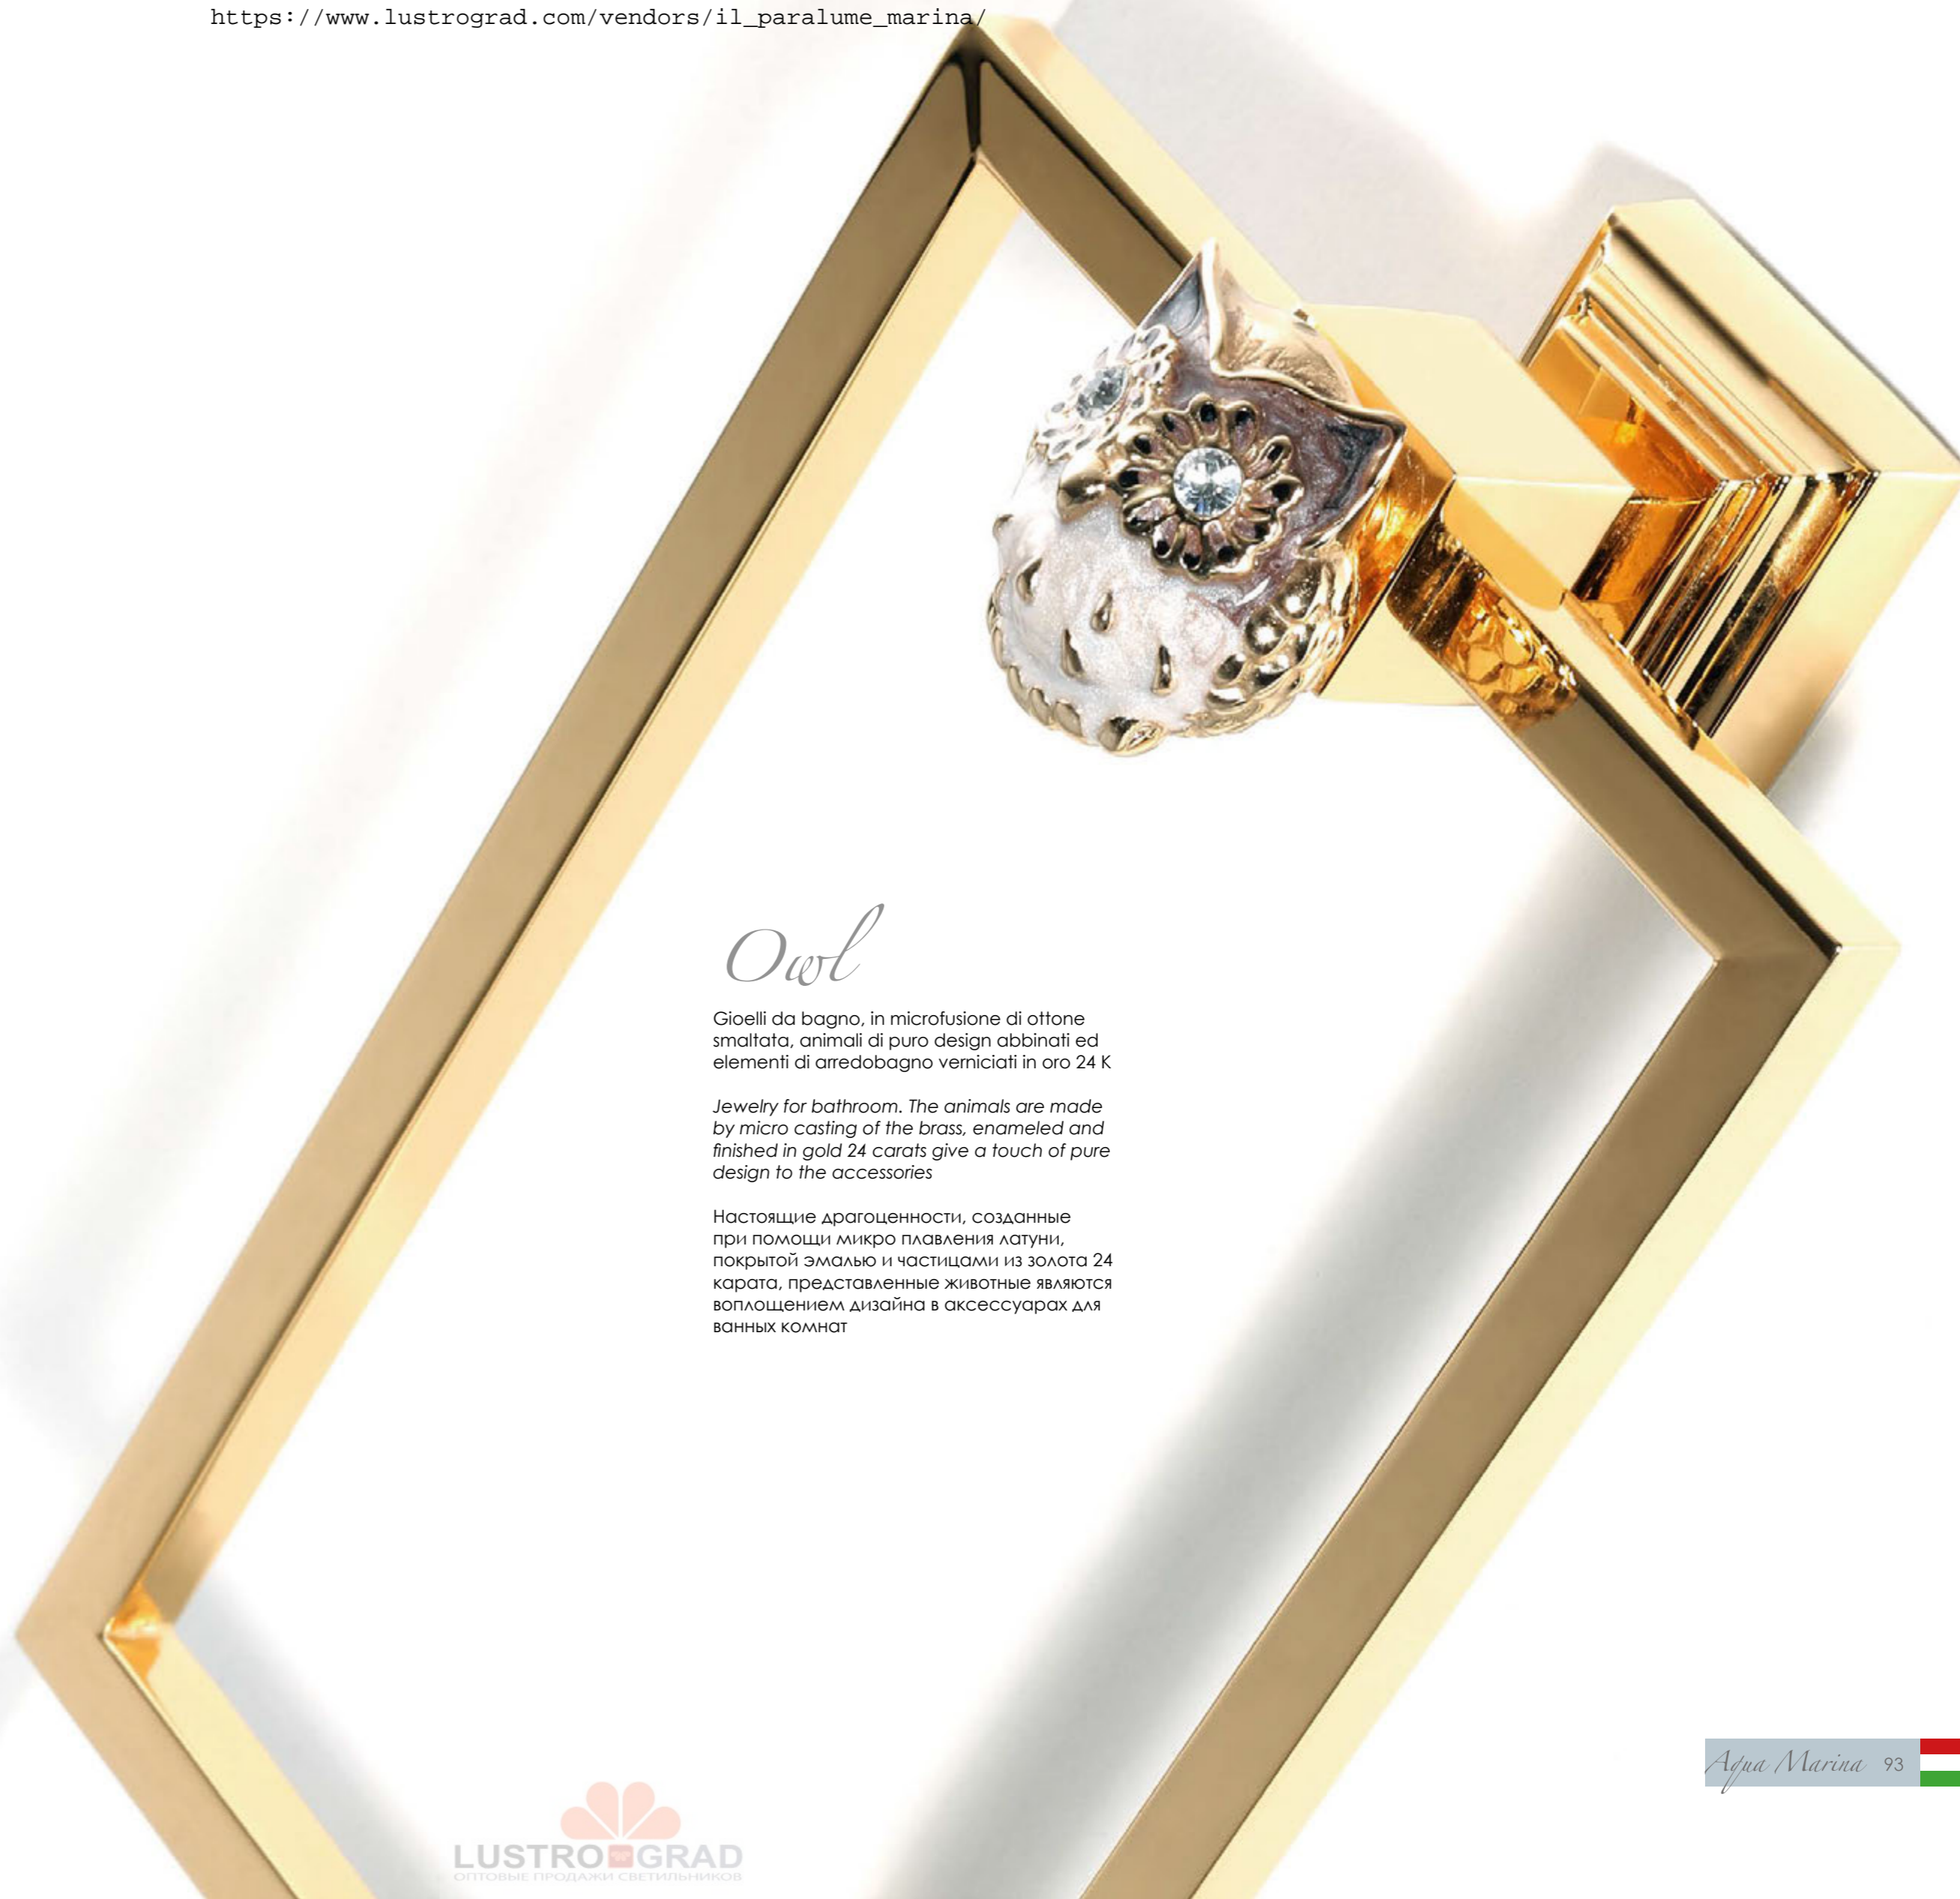 https://www.lustrograd.com/vendors/il_paralume_marina/
Owl
Gioelli da bagno, in microfusione di ottone
smaltata, animali di puro design abbinati ed
elementi di arredobagno verniciati in oro 24 K
Jewelry for bathroom. The animals are made
by micro casting of the brass, enameled and
finished in gold 24 carats give a touch of pure
design to the accessories
Настоящие драгоценности, созданные
при помощи микро плавления латуни,
покрытой эмалью и частицами из золота 24
карата, представленные животные являются
воплощением дизайна в аксессуарах для
ванных комнат
Aqua Marina 93
LUSTROGRAD
ОПТОВЫЕ ПРОДАЖИ СВЕТИЛЬНИКОВ